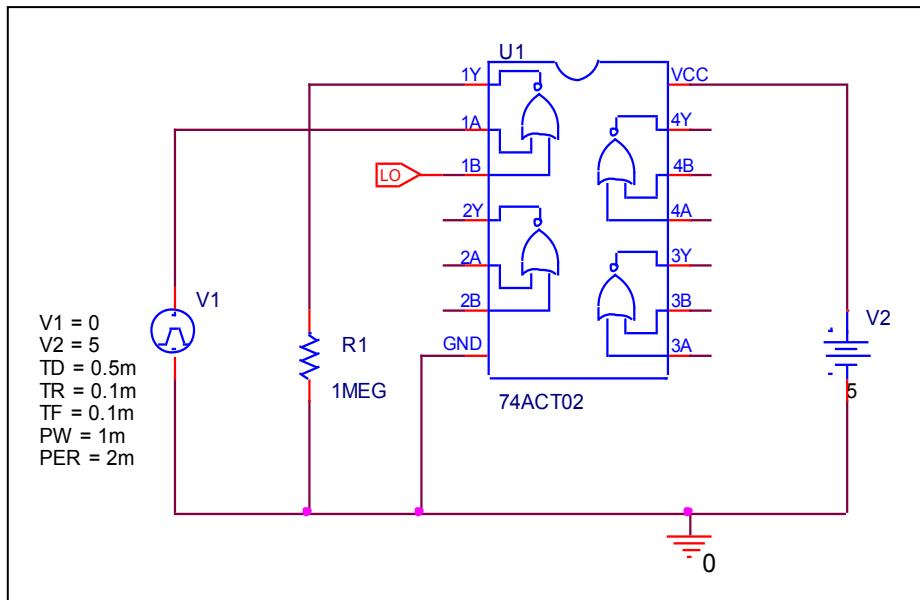 U1
1Y
VCC
1A
4Y
LO
1B
4B
2Y
4A
2A
3Y
2B
3B
GND
3A
74ACT02
V1
V1 = 0
V2 = 5
TD = 0.5m
TR = 0.1m
TF = 0.1m
PW = 1m
PER = 2m
R1
1MEG
V2
5
0